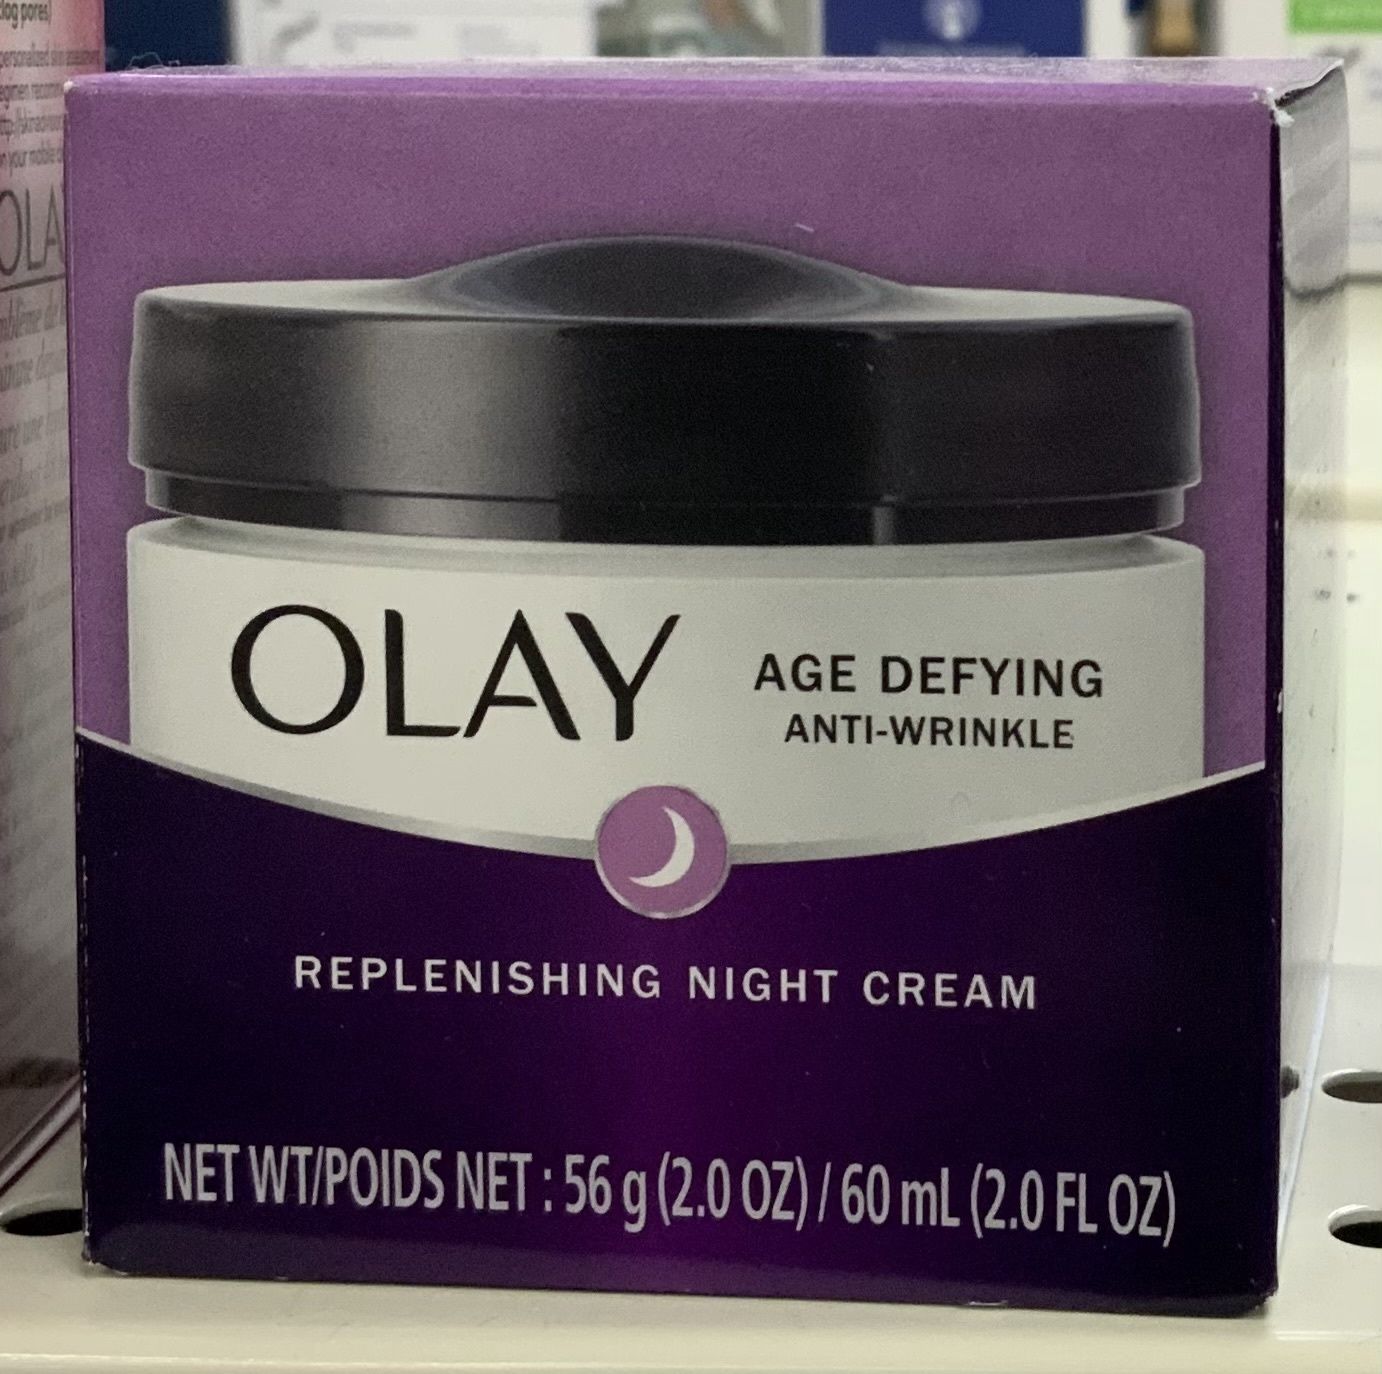 OLAY
AGE DEFYING
ANTI-WRINKLE
REPLENISHING NIGHT CREAM
NET WT/POIDS NET : 56 g (2.0 OZ) / 60 mL (2.0 FL OZ)